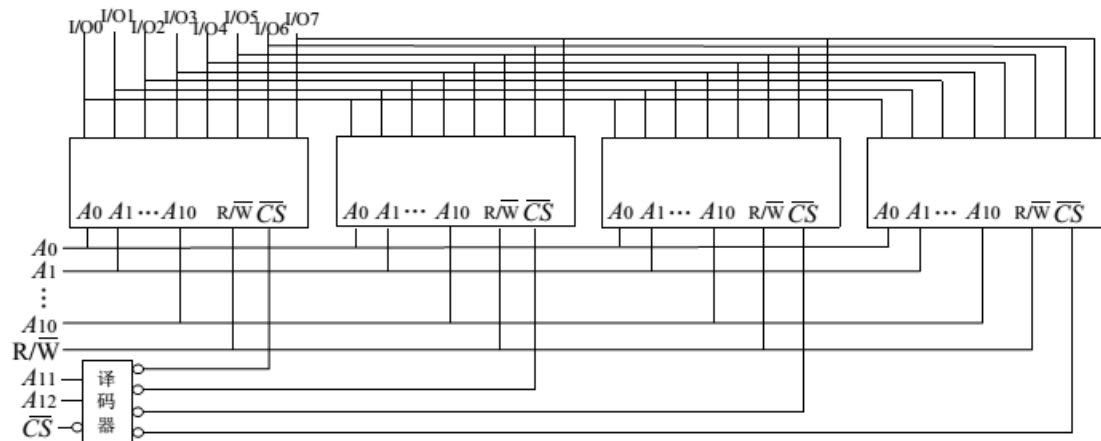 I/O0 I/O1 I/O2 I/O3 I/O4 I/O5 I/O6 I/O7
A0 A1 ··· A10 R/W̅ C̅S̅
A0 A1 ··· A10 R/W̅ C̅S̅
A0 A1 ··· A10 R/W̅ C̅S̅
A0 A1 ··· A10 R/W̅ C̅S̅
A0
A1
⋮
A10
R/W̅
A11
A12
C̅S̅
译
码
器